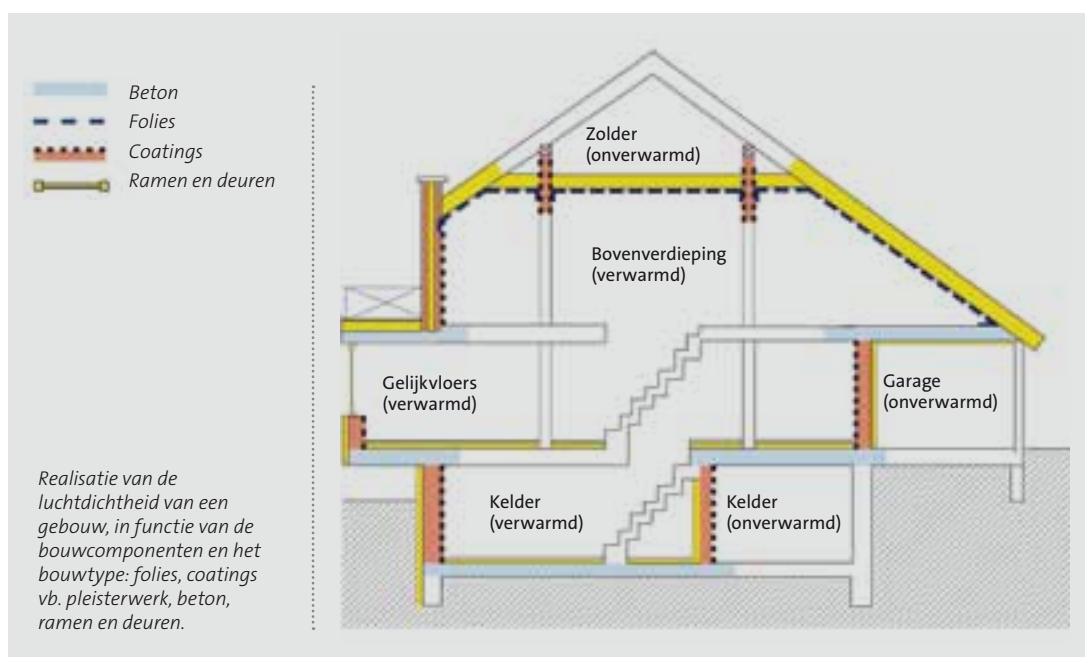 Beton
Folies
Coatings
Ramen en deuren
Zolder
(onverwarmd)
Bovenverdieping
(verwarmd)
Gelijkvloers
(verwarmd)
Garage
(onverwarmd)
Kelder
(verwarmd)
Kelder
(onverwarmd)
Realisatie van de
luchtdichtheid van een
gebouw, in functie van de
bouwcomponenten en het
bouwtype: folies, coatings
vb. pleisterwerk, beton,
ramen en deuren.